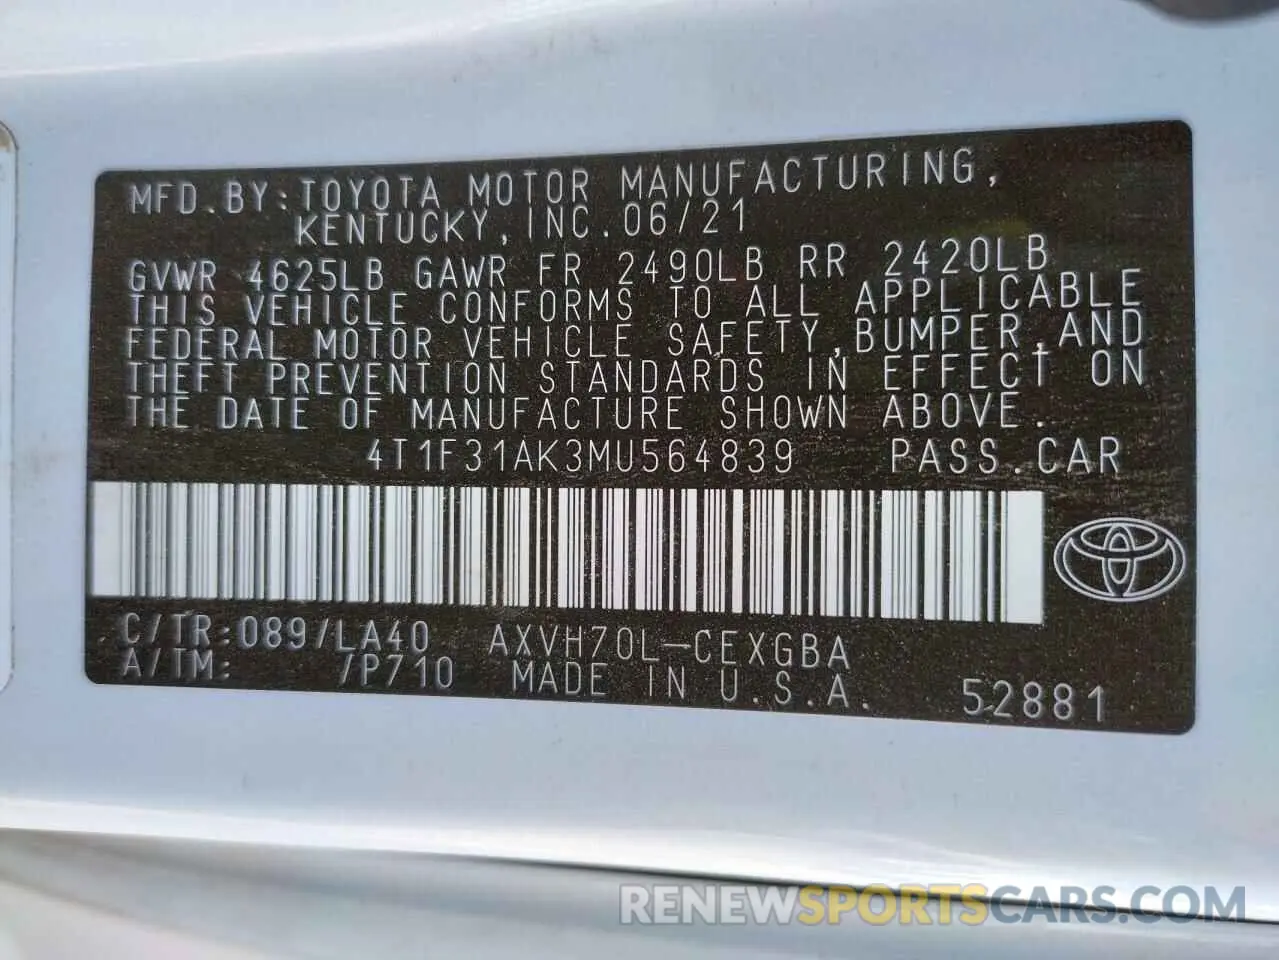 MFD.BY:TOYOTA MOTOR MANUFACTURING,
KENTUCKY,INC.06/21
GVWR 4625LB GAWR FR 2490LB RR 2420LB
THIS VEHICLE CONFORMS TO ALL APPLICABLE
FEDERAL MOTOR VEHICLE SAFETY,BUMPER,AND
THEFT PREVENTION STANDARDS IN EFFECT ON
THE DATE OF MANUFACTURE SHOWN ABOVE.
4T1F31AK3MU564839 PASS.CAR
C/TR:089/LA40 AXVH70L-CEXGBA
A/TM: /P710 MADE IN U.S.A. 52881
RENEWSPORTSCARS.COM